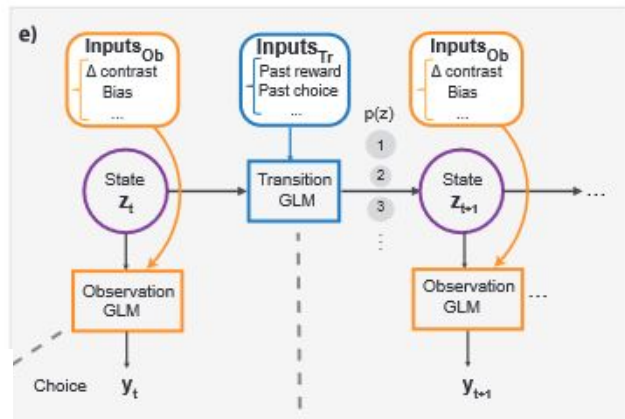 e)
Inputs_Ob
Δ contrast
Bias
...
Inputs_Tr
Past reward
Past choice
...
Inputs_Ob
Δ contrast
Bias
...
p(z)
1
2
3
⋮
State
z_t
Transition
GLM
State
z_t+1
...
Observation
GLM
Observation
GLM
...
Choice
y_t
y_t+1